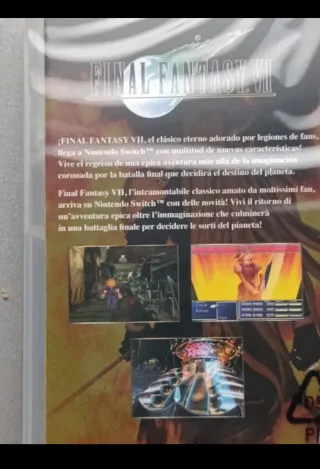 FINAL FANTASY VII
¡FINAL FANTASY VII, el clásico eterno adorado por legiones de fans,
llega a Nintendo Switch™ con multitud de nuevas características!
Vive el regreso de una épica aventura más allá de la imaginación
coronada por la batalla final que decidirá el destino del planeta.
Final Fantasy VII, l'intramontabile classico amato da moltissimi fan,
arriva su Nintendo Switch™ con delle novità! Vivi il ritorno di
un'avventura epica oltre l'immaginazione che culminerà
in una battaglia finale per decidere le sorti del pianeta!